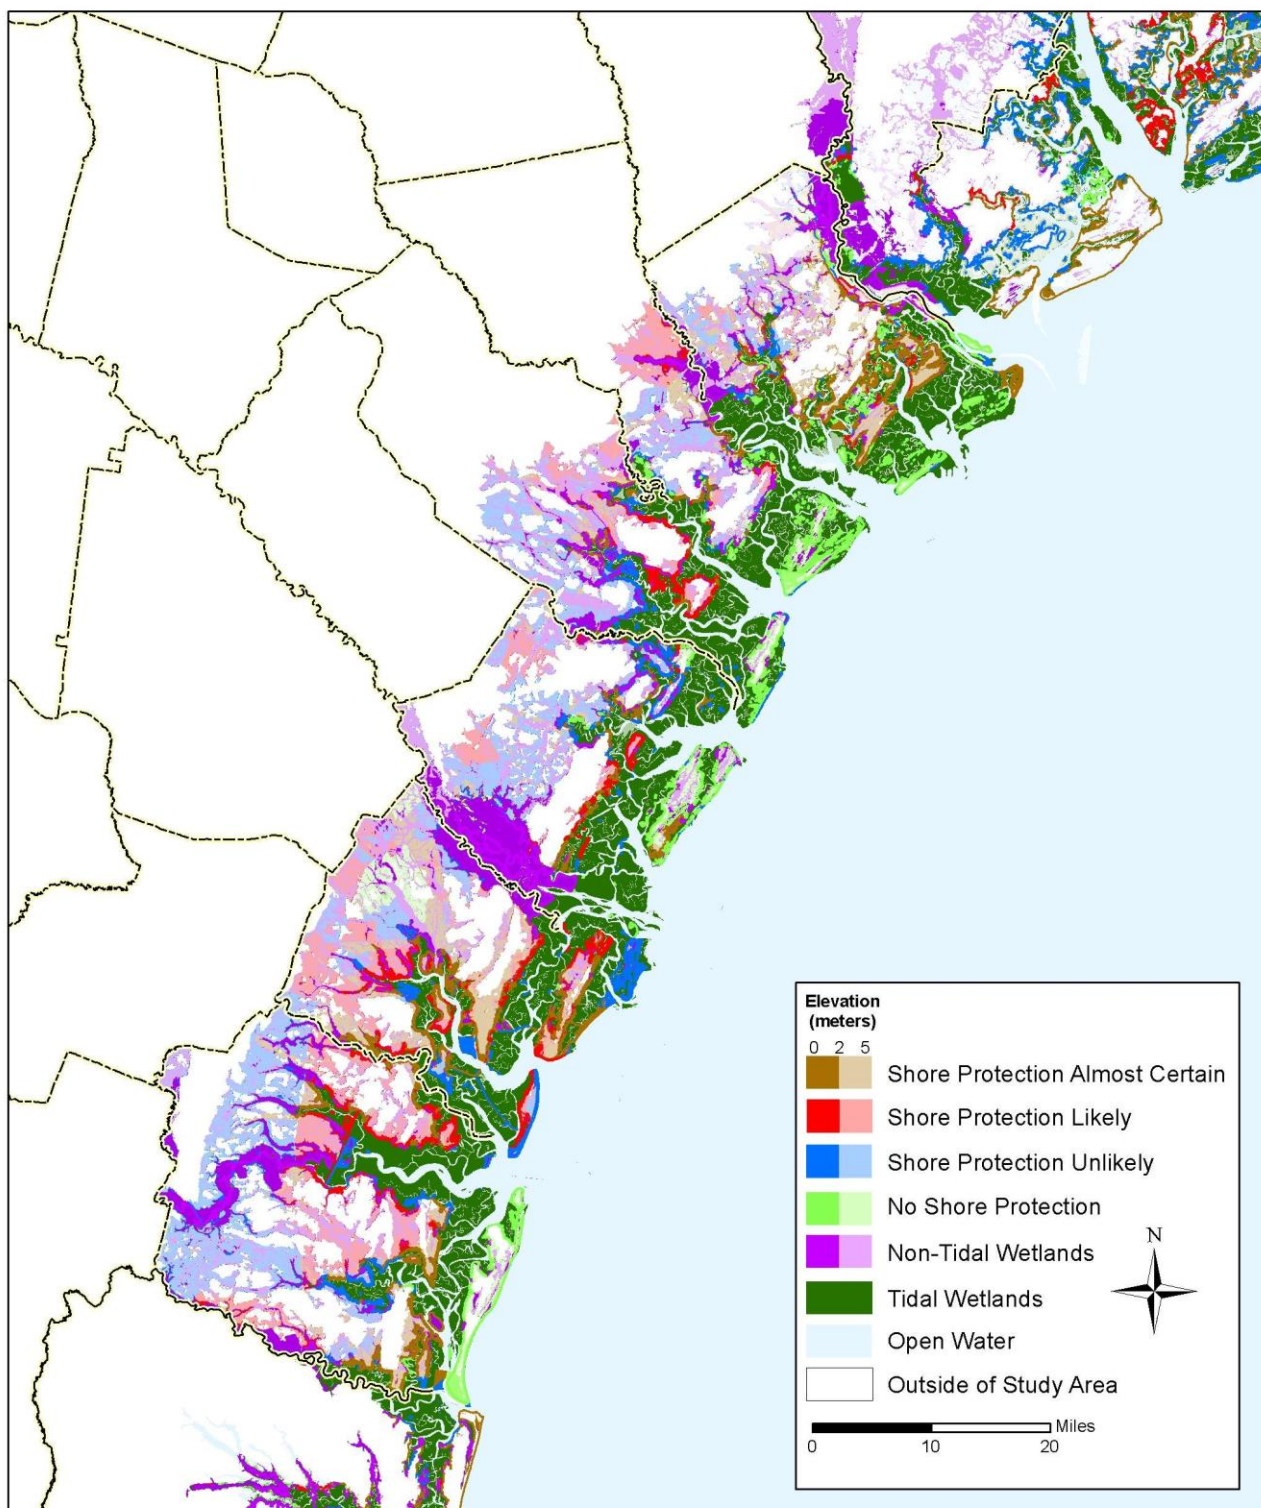 Elevation
(meters)
0 2 5
Shore Protection Almost Certain
Shore Protection Likely
Shore Protection Unlikely
No Shore Protection
Non-Tidal Wetlands
N
Tidal Wetlands
Open Water
Outside of Study Area
Miles
0 10 20